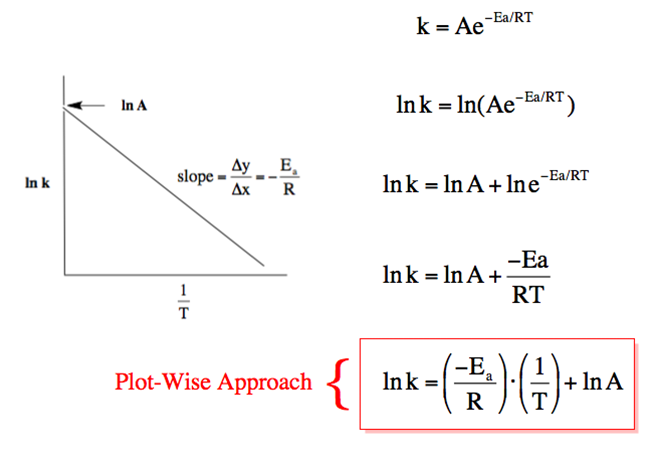 k = Ae^{-Ea/RT}
ln k = ln(Ae^{-Ea/RT})
ln k = ln A + ln e^{-Ea/RT}
ln k = ln A + \frac{-Ea}{RT}
ln k = \left(\frac{-E_a}{R}\right) \cdot \left(\frac{1}{T}\right) + ln A
Plot-Wise Approach {
ln A
slope = \frac{Δy}{Δx} = -\frac{E_a}{R}
ln k
\frac{1}{T}